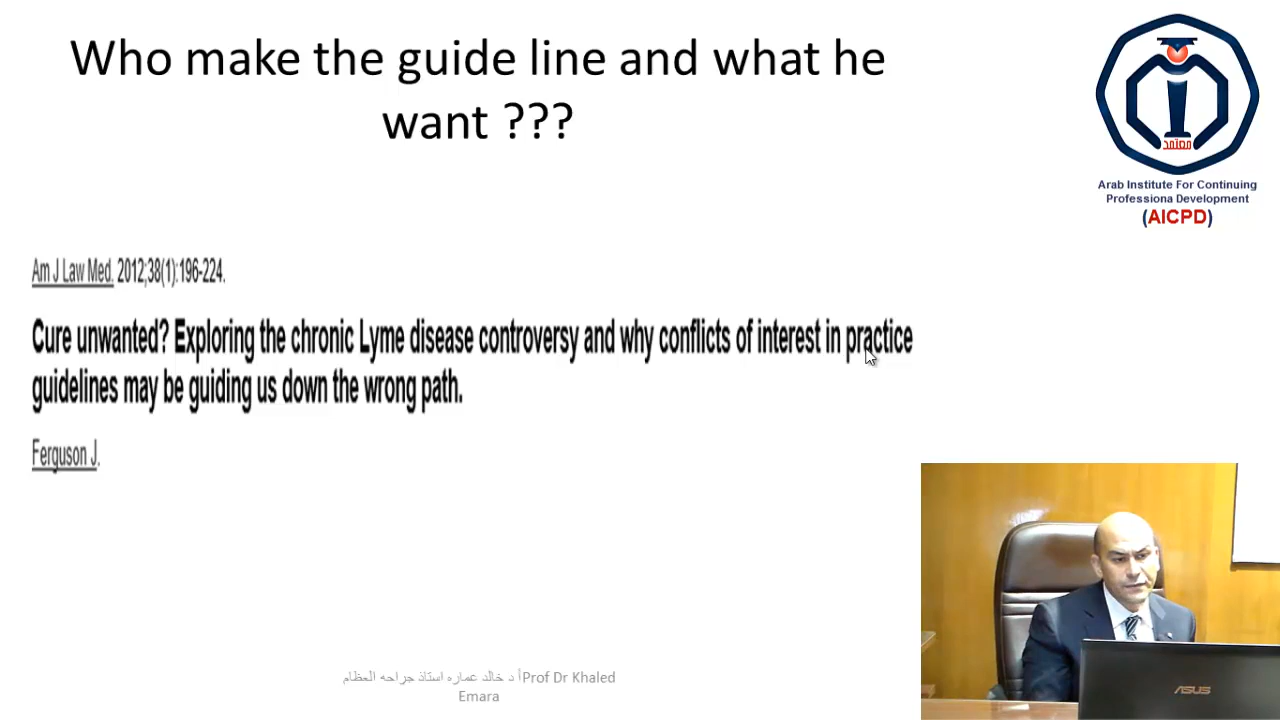 Who make the guide line and what he
want ???
معتمد
Arab Institute For Continuing
Professiona Development
(AICPD)
Am J Law Med. 2012;38(1):196-224.
Cure unwanted? Exploring the chronic Lyme disease controversy and why conflicts of interest in practice
guidelines may be guiding us down the wrong path.
Ferguson J.
أ د خالد عماره استاذ جراحه العظام Prof Dr Khaled
Emara
ASUS